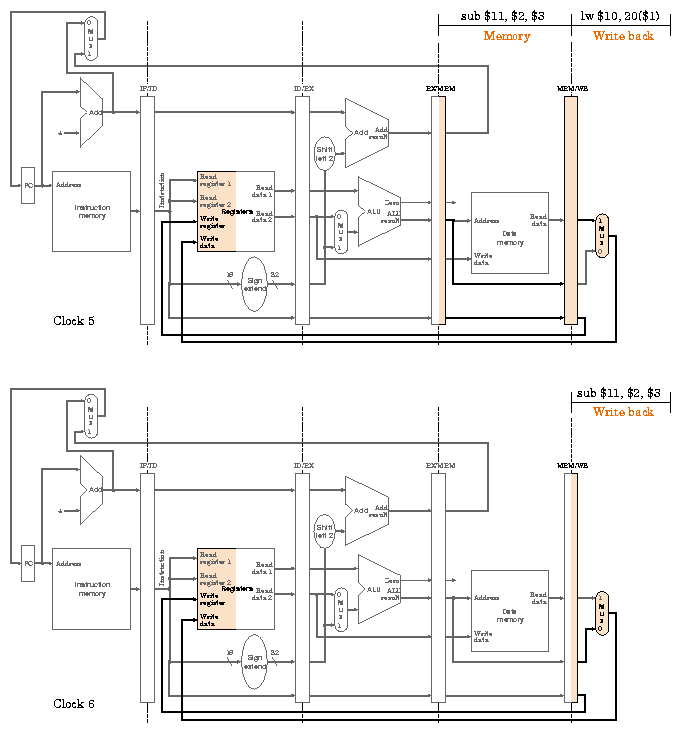 sub $11, $2, $3
lw $10, 20($1)
Memory
Write back
0
M
u
x
1
IF/ID
ID/EX
EX/MEM
MEM/WB
Add
4
Add
Add
result
Shift
left 2
PC
Address
Instruction
memory
Instruction
Read
register 1
Read
register 2
Registers
Write
register
Write
data
Read
data 1
Read
data 2
0
M
u
x
1
Zero
ALU
ALU
result
Address
Read
data
Data
memory
Write
data
1
M
u
x
0
16
Sign
extend
32
Clock 5
sub $11, $2, $3
Write back
0
M
u
x
1
IF/ID
ID/EX
EX/MEM
MEM/WB
Add
4
Add
Add
result
Shift
left 2
PC
Address
Instruction
memory
Instruction
Read
register 1
Read
register 2
Registers
Write
register
Write
data
Read
data 1
Read
data 2
0
M
u
x
1
Zero
ALU
ALU
result
Address
Read
data
Data
memory
Write
data
1
M
u
x
0
16
Sign
extend
32
Clock 6